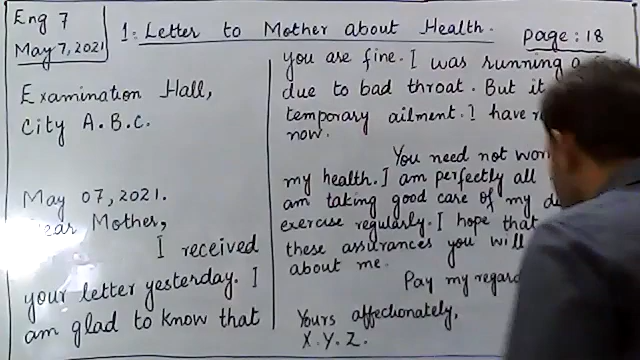 Eng 7
May 7, 2021
1. Letter to Mother about Health.
page: 18
Examination Hall,
City A.B.C.
May 07, 2021.
Dear Mother,
I received
your letter yesterday. I
am glad to know that
you are fine. I was running a
due to bad throat. But it
temporary ailment. I have
now.
You need not
my health. I am perfectly all
am taking good care of my
exercise regularly. I hope that
these assurances you will
about me.
Pay my
Yours affectionately,
X.Y.Z.